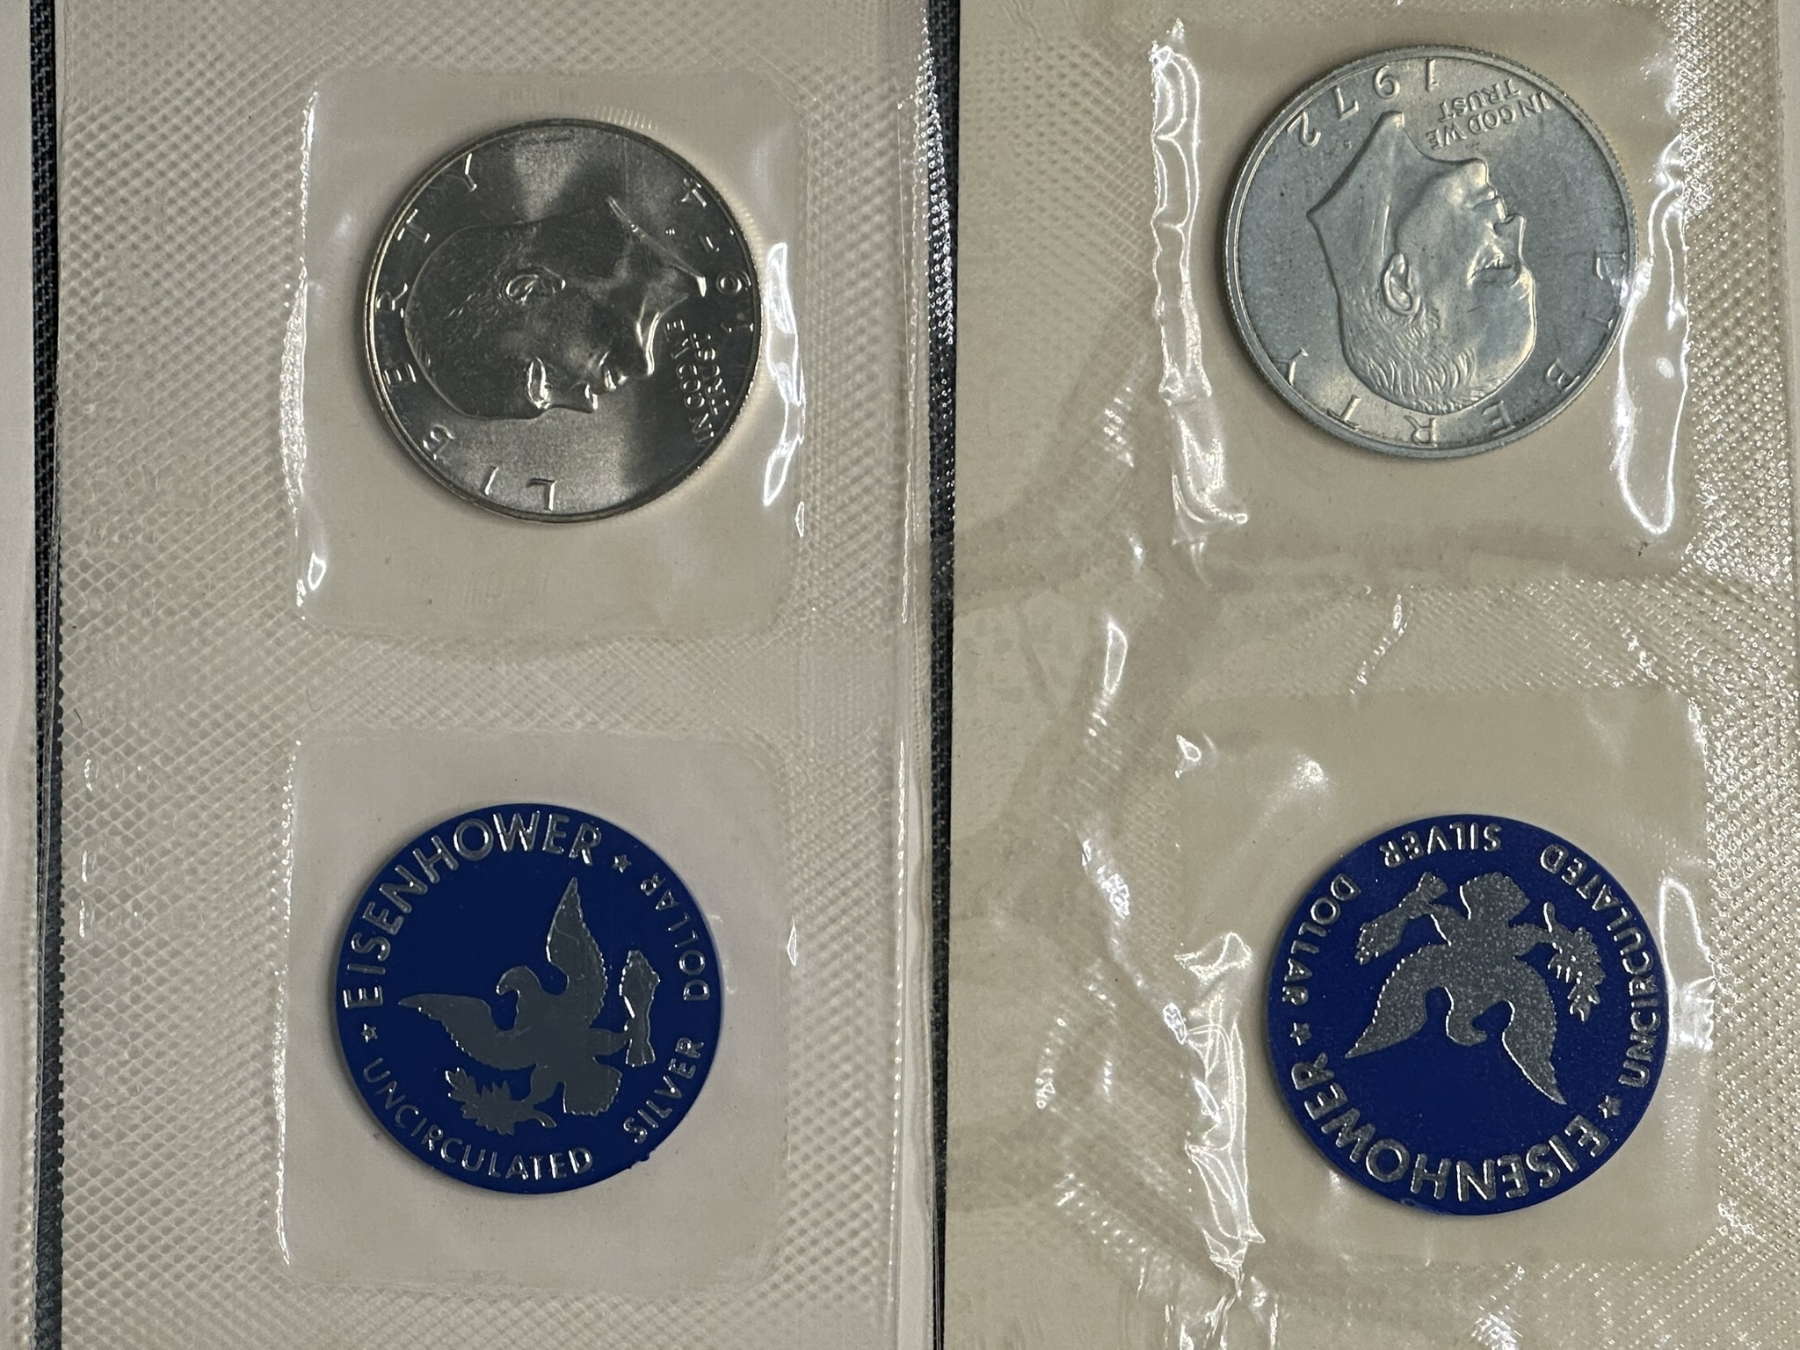 LIBERTY
IN GOD WE
TRUST
1974
LIBERTY
IN GOD WE
TRUST
1972
EISENHOWER
UNCIRCULATED SILVER DOLLAR
EISENHOWER
UNCIRCULATED SILVER DOLLAR